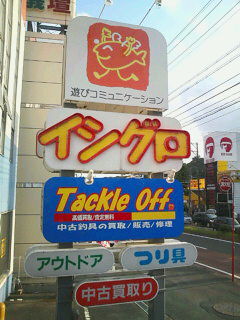 遊びコミュニケーション
イシグロ
Tackle Off.
高価買取/査定無料
中古釣具の買取/販売/修理
アウトドア
つり具
中古買取り